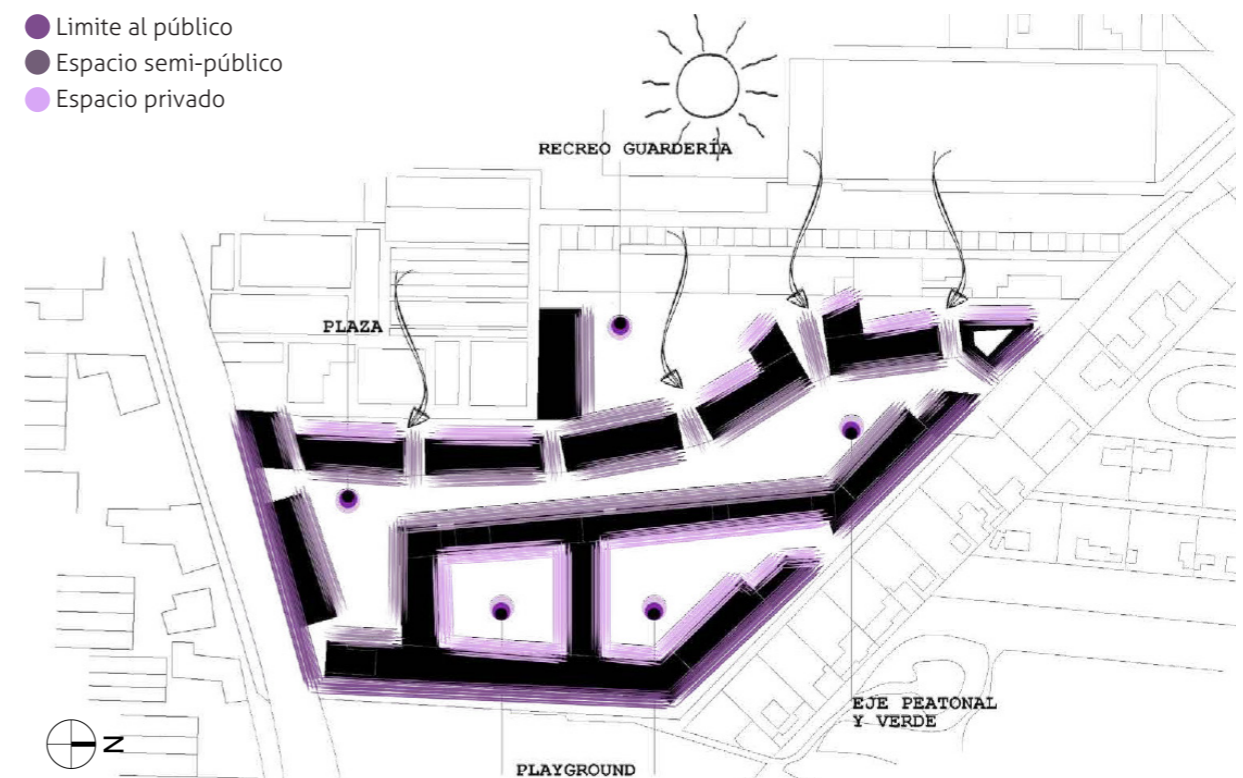 Limite al público
Espacio semi-público
Espacio privado
RECREO GUARDERÍA
PLAZA
EJE PEATONAL
Y VERDE
N
PLAYGROUND